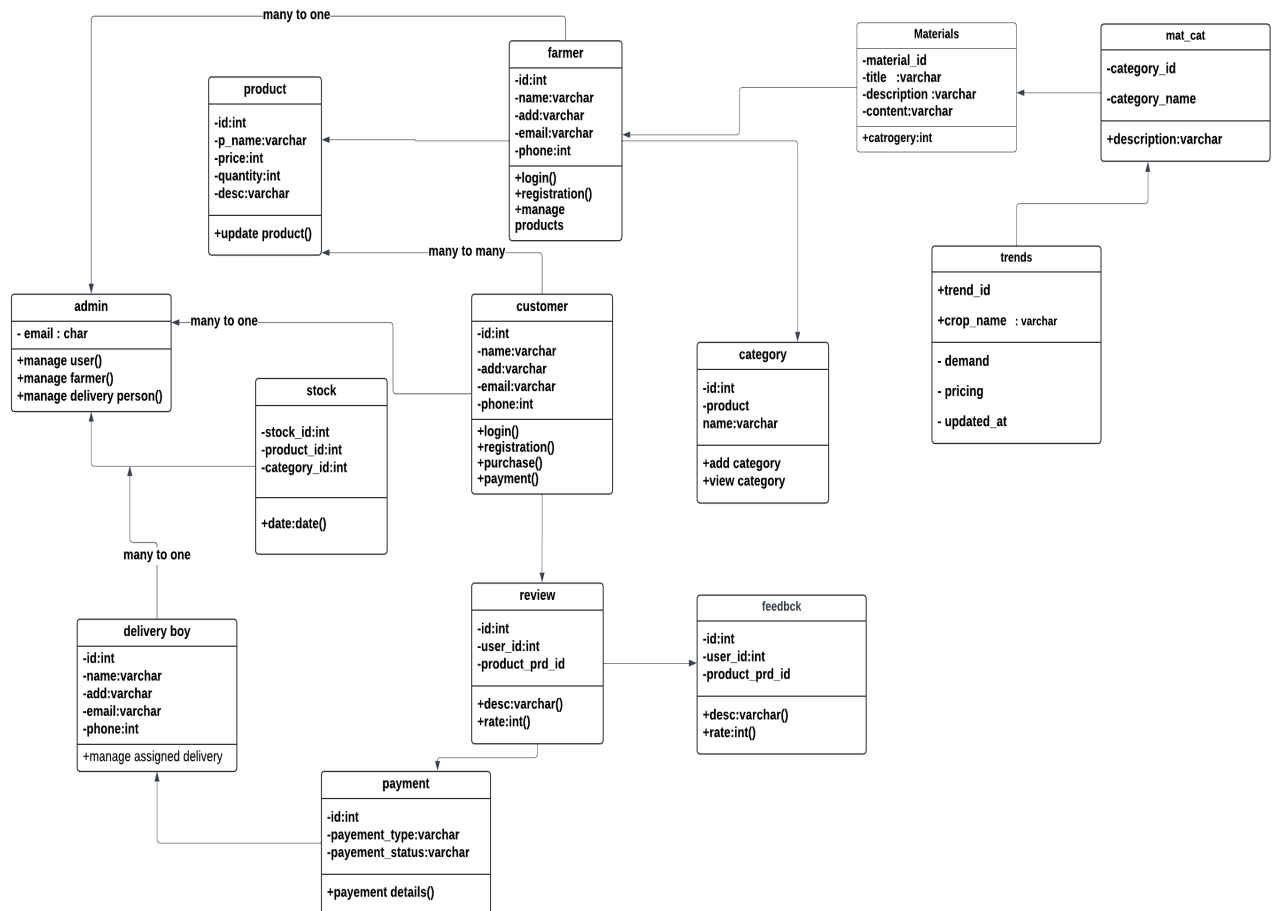 many to one
farmer
-id:int
-name:varchar
-add:varchar
-email:varchar
-phone:int
+login()
+registration()
+manage
products
Materials
-material_id
-title :varchar
-description :varchar
-content:varchar
+catrogery:int
mat_cat
-category_id
-category_name
+description:varchar
product
-id:int
-p_name:varchar
-price:int
-quantity:int
-desc:varchar
+update product()
many to many
trends
+trend_id
+crop_name : varchar
- demand
- pricing
- updated_at
admin
- email : char
+manage user()
+manage farmer()
+manage delivery person()
many to one
customer
-id:int
-name:varchar
-add:varchar
-email:varchar
-phone:int
+login()
+registration()
+purchase()
+payment()
category
-id:int
-product
name:varchar
+add category
+view category
stock
-stock_id:int
-product_id:int
-category_id:int
+date:date()
many to one
delivery boy
-id:int
-name:varchar
-add:varchar
-email:varchar
-phone:int
+manage assigned delivery
review
-id:int
-user_id:int
-product_prd_id
+desc:varchar()
+rate:int()
feedbck
-id:int
-user_id:int
-product_prd_id
+desc:varchar()
+rate:int()
payment
-id:int
-payement_type:varchar
-payement_status:varchar
+payement details()